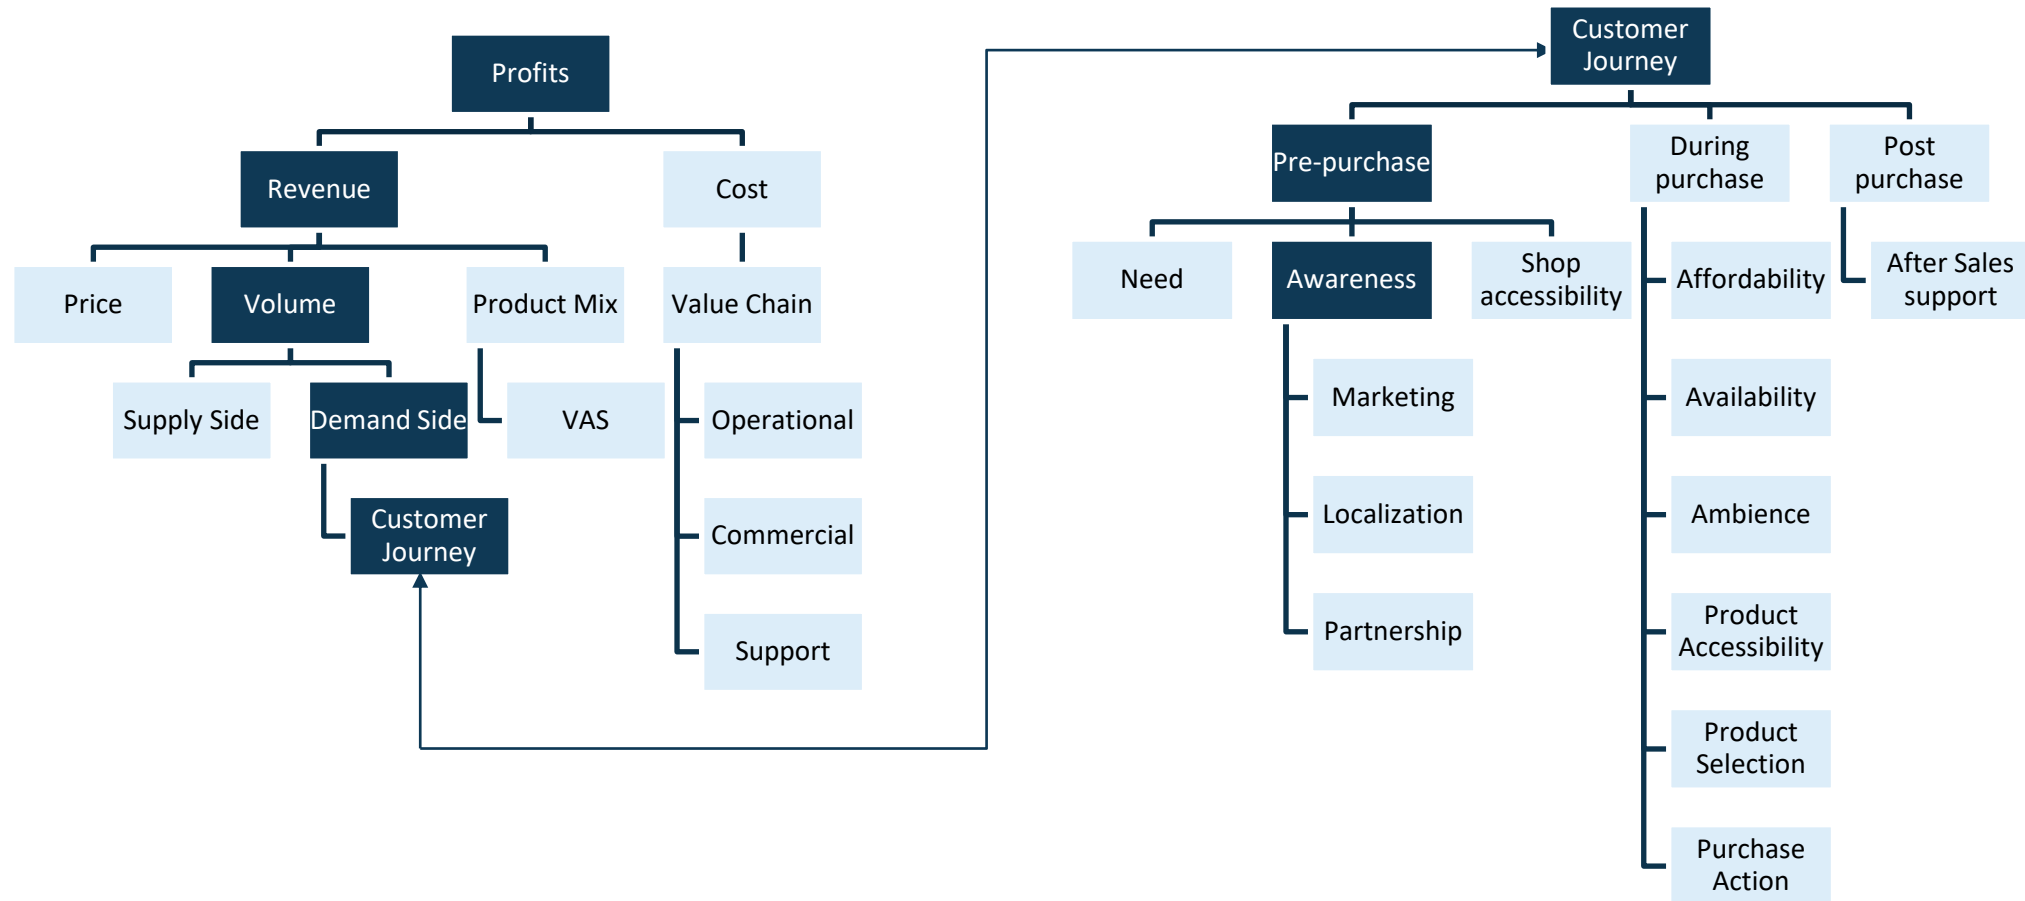 Profits
Revenue
Cost
Price
Volume
Product Mix
Value Chain
Supply Side
Demand Side
VAS
Operational
Customer
Journey
Commercial
Support
Customer
Journey
Pre-purchase
During
purchase
Post
purchase
Need
Awareness
Shop
accessibility
Affordability
After Sales
support
Marketing
Availability
Localization
Ambience
Partnership
Product
Accessibility
Product
Selection
Purchase
Action